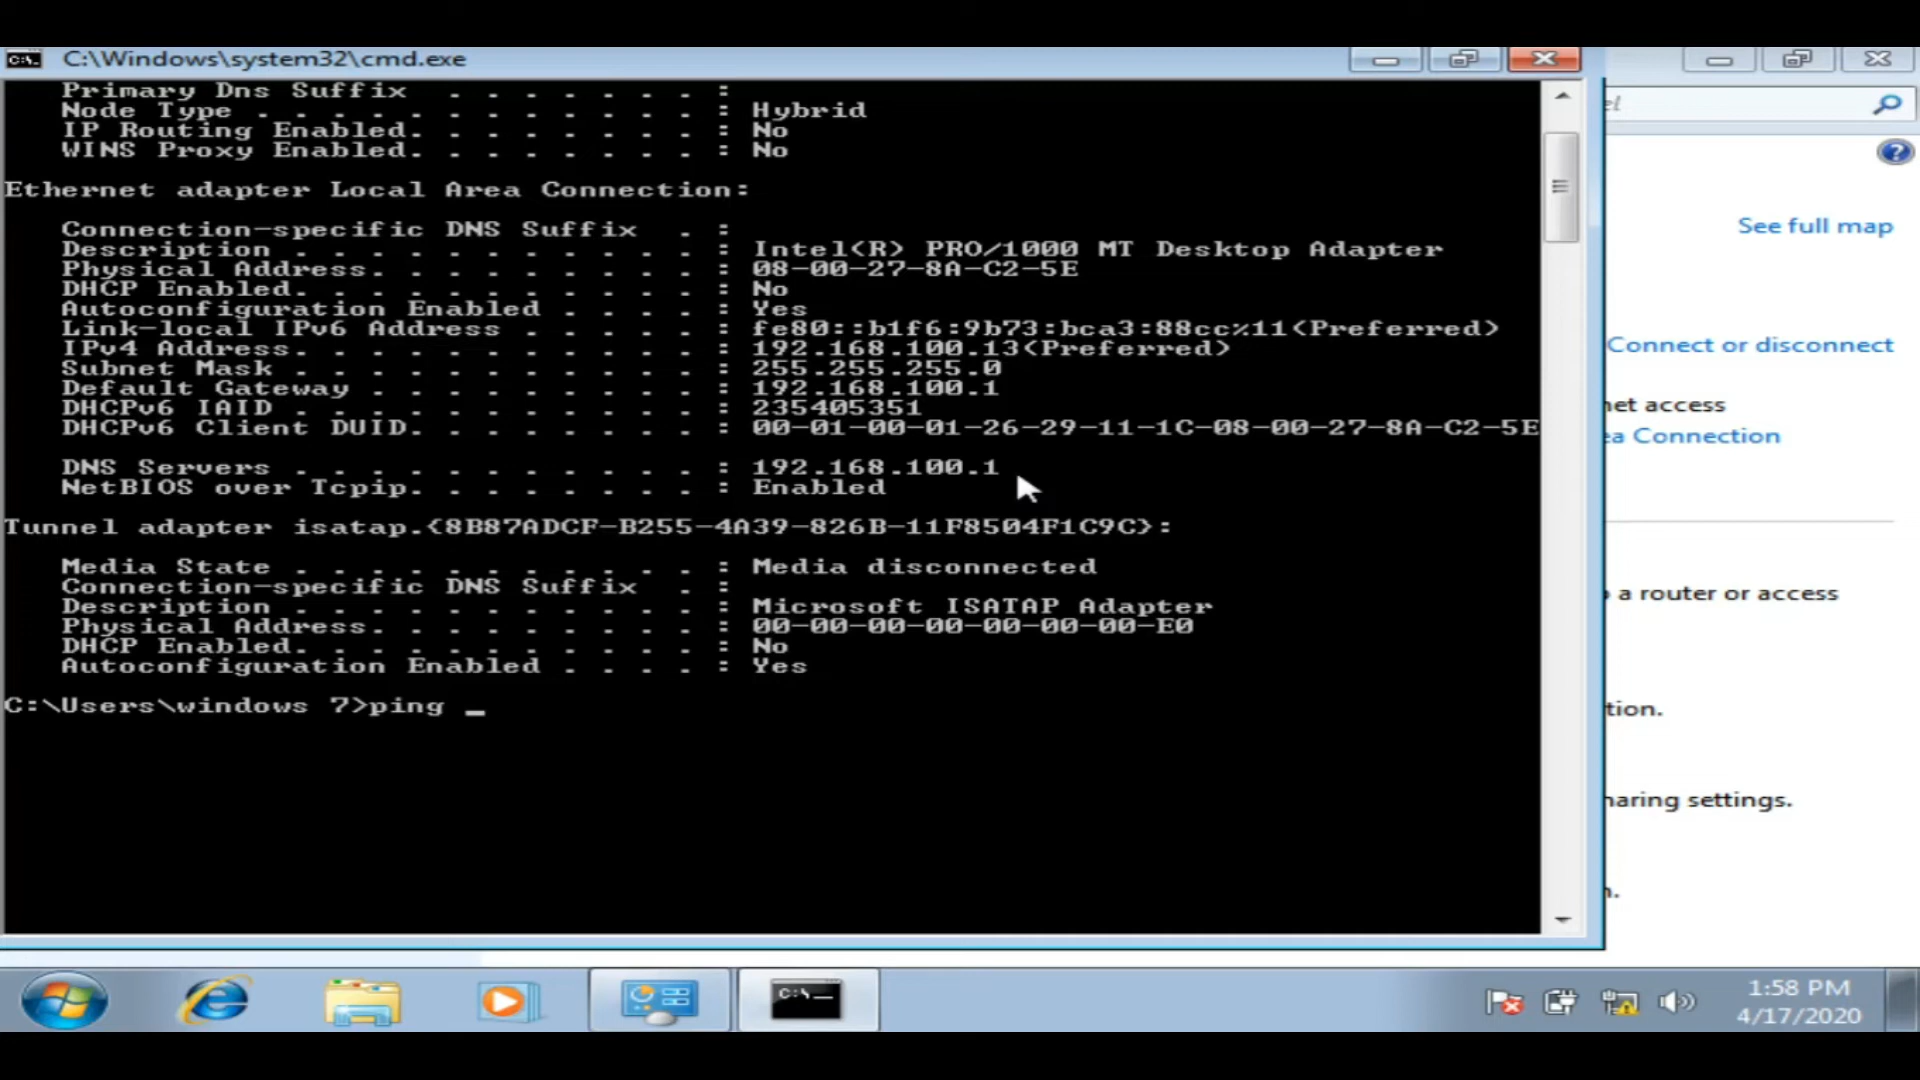 C:\Windows\system32\cmd.exe
Primary Dns Suffix . . . . . . . :
Node Type . . . . . . . . . . . . : Hybrid
IP Routing Enabled. . . . . . . . : No
WINS Proxy Enabled. . . . . . . . : No
Ethernet adapter Local Area Connection:
Connection-specific DNS Suffix . :
Description . . . . . . . . . . . : Intel(R) PRO/1000 MT Desktop Adapter
Physical Address. . . . . . . . . : 08-00-27-8A-C2-5E
DHCP Enabled. . . . . . . . . . . : No
Autoconfiguration Enabled . . . . : Yes
Link-local IPv6 Address . . . . . : fe80::b1f6:9b73:bca3:88cc%11(Preferred)
IPv4 Address. . . . . . . . . . . : 192.168.100.13(Preferred)
Subnet Mask . . . . . . . . . . . : 255.255.255.0
Default Gateway . . . . . . . . . : 192.168.100.1
DHCPv6 IAID . . . . . . . . . . . : 235405351
DHCPv6 Client DUID. . . . . . . . : 00-01-00-01-26-29-11-1C-08-00-27-8A-C2-5E
DNS Servers . . . . . . . . . . . : 192.168.100.1
NetBIOS over Tcpip. . . . . . . . : Enabled
Tunnel adapter isatap.{8B87ADCF-B255-4A39-826B-11F8504F1C9C}:
Media State . . . . . . . . . . . : Media disconnected
Connection-specific DNS Suffix . :
Description . . . . . . . . . . . : Microsoft ISATAP Adapter
Physical Address. . . . . . . . . : 00-00-00-00-00-00-00-E0
DHCP Enabled. . . . . . . . . . . : No
Autoconfiguration Enabled . . . . : Yes
C:\Users\windows 7>ping _
el
See full map
Connect or disconnect
net access
ea Connection
a router or access
tion.
haring settings.
n.
1:58 PM
4/17/2020